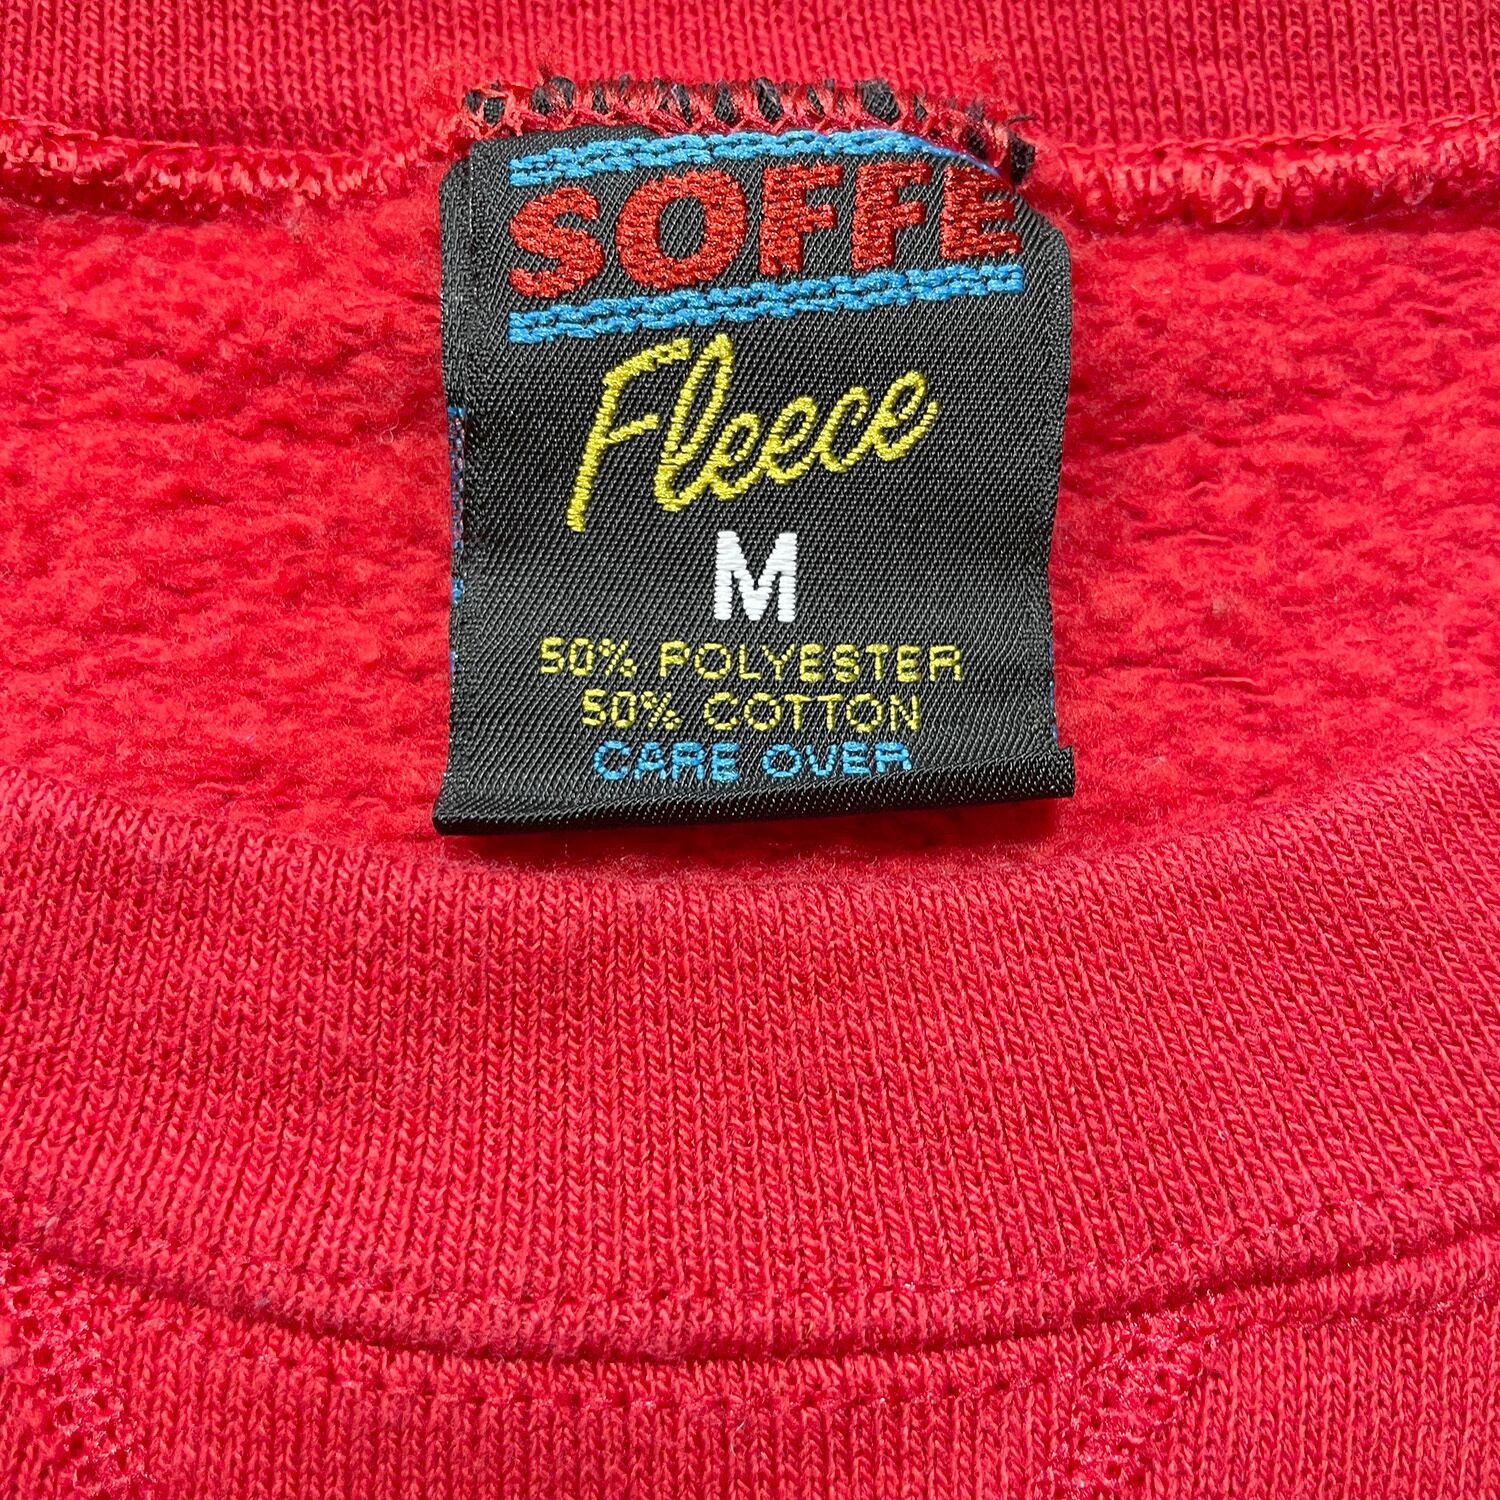 SOFFE
Fleece
M
50% POLYESTER
50% COTTON
CARE OVER